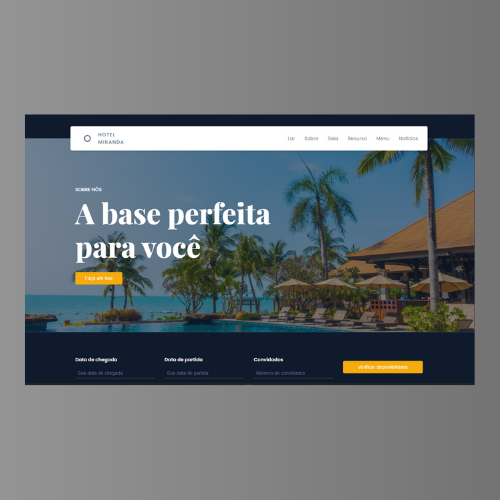 HOTEL
MIRANDA
Lar Sobre Sala Recurso Menu Notícias
SOBRE NÓS
A base perfeita
para você
Faça um tour
Data de chegada Data de partida Convidados
Sua data de chegada Sua data de partida Número de convidados Verificar disponibilidade